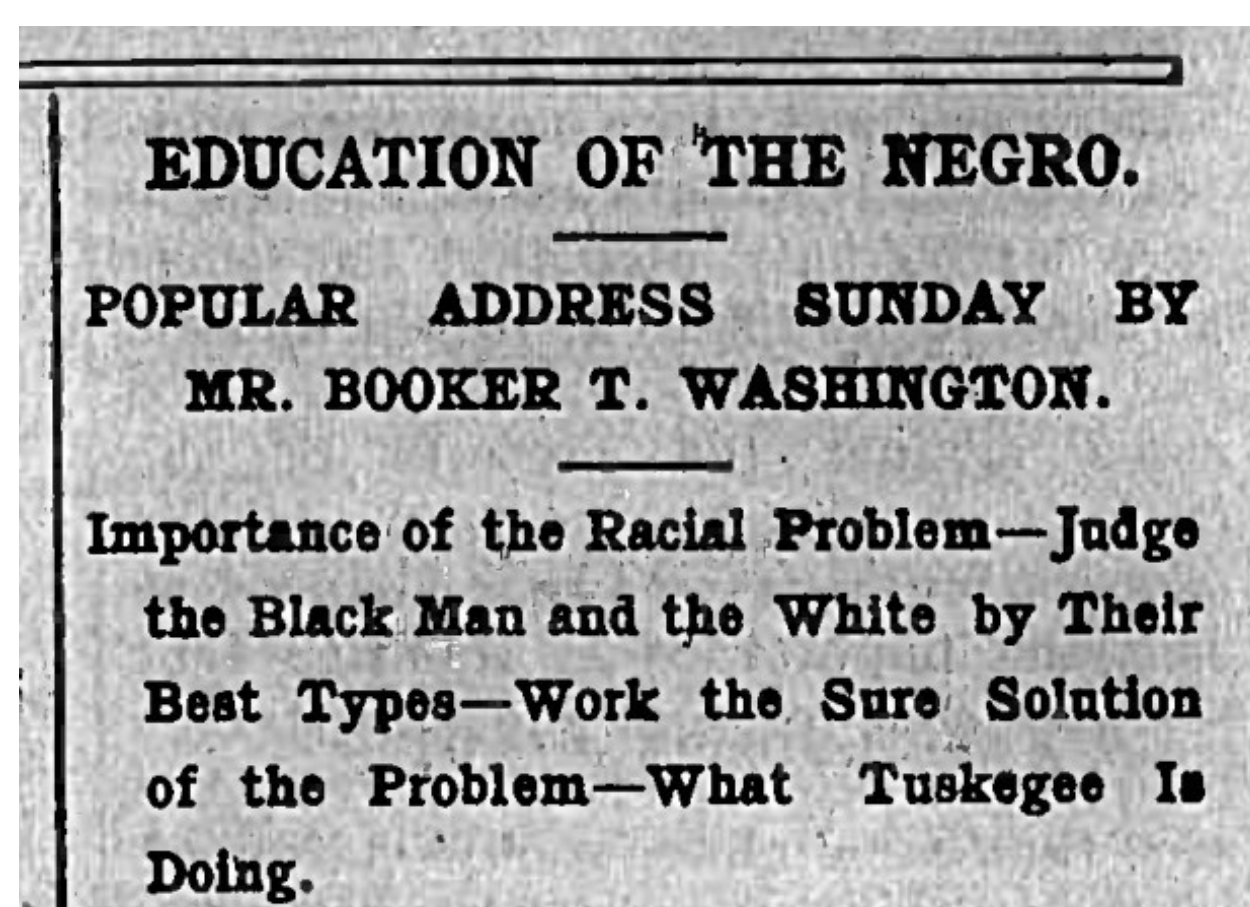 EDUCATION OF THE NEGRO.
POPULAR ADDRESS SUNDAY BY
MR. BOOKER T. WASHINGTON.
Importance of the Racial Problem—Judge
the Black Man and the White by Their
Best Types—Work the Sure Solution
of the Problem—What Tuskegee Is
Doing.